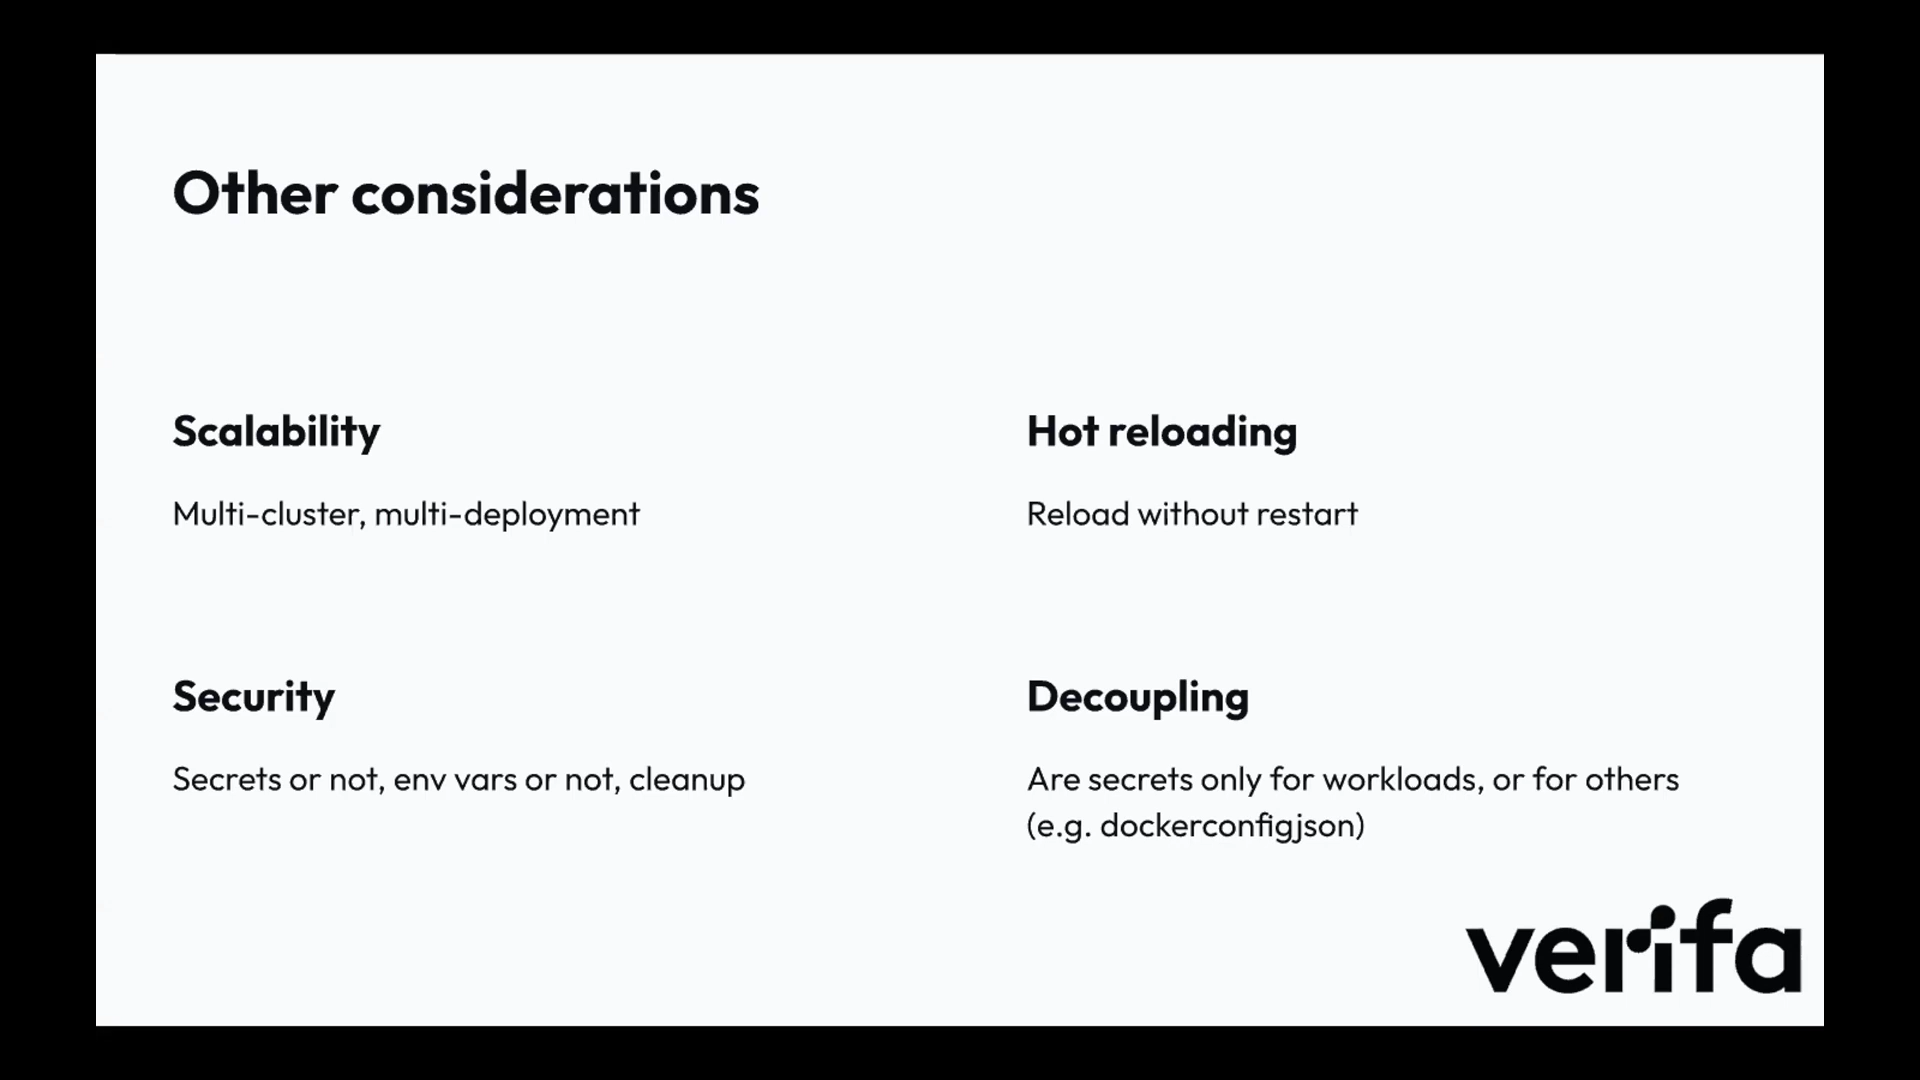 Other considerations
Scalability
Multi-cluster, multi-deployment
Hot reloading
Reload without restart
Security
Secrets or not, env vars or not, cleanup
Decoupling
Are secrets only for workloads, or for others
(e.g. dockerconfigjson)
verifa